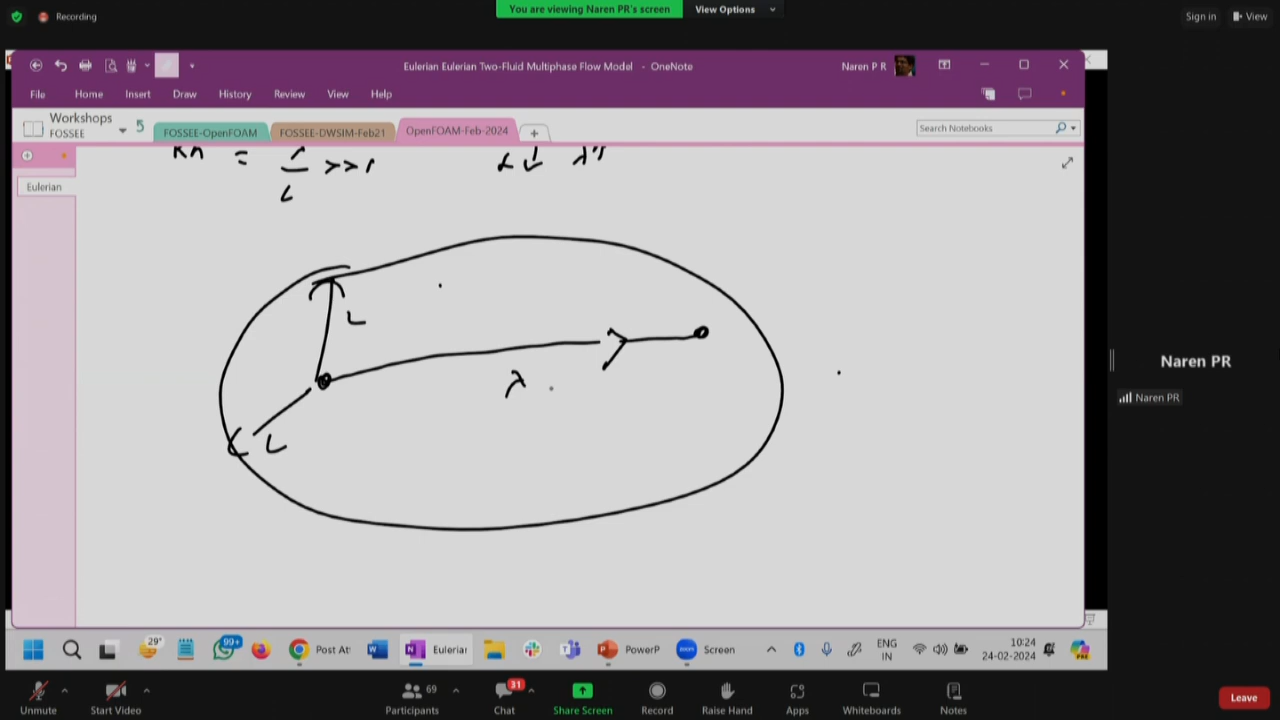 Recording
You are viewing Naren PR's screen
View Options
Sign in
View
Eulerian Eulerian Two-Fluid Multiphase Flow Model - OneNote
Naren P R
File Home Insert Draw History Review View Help
Workshops
FOSSEE
FOSSEE-OpenFOAM
FOSSEE-DWSIM-Feb21
OpenFOAM-Feb-2024
Search Notebooks
Eulerian
L
λ
L
Naren PR
Naren PR
29°
99+
Post At
Eulerian
PowerP
Screen
ENG
IN
10:24
24-02-2024
Unmute
Start Video
69
Participants
31
Chat
Share Screen
Record
Raise Hand
Apps
Whiteboards
Notes
Leave